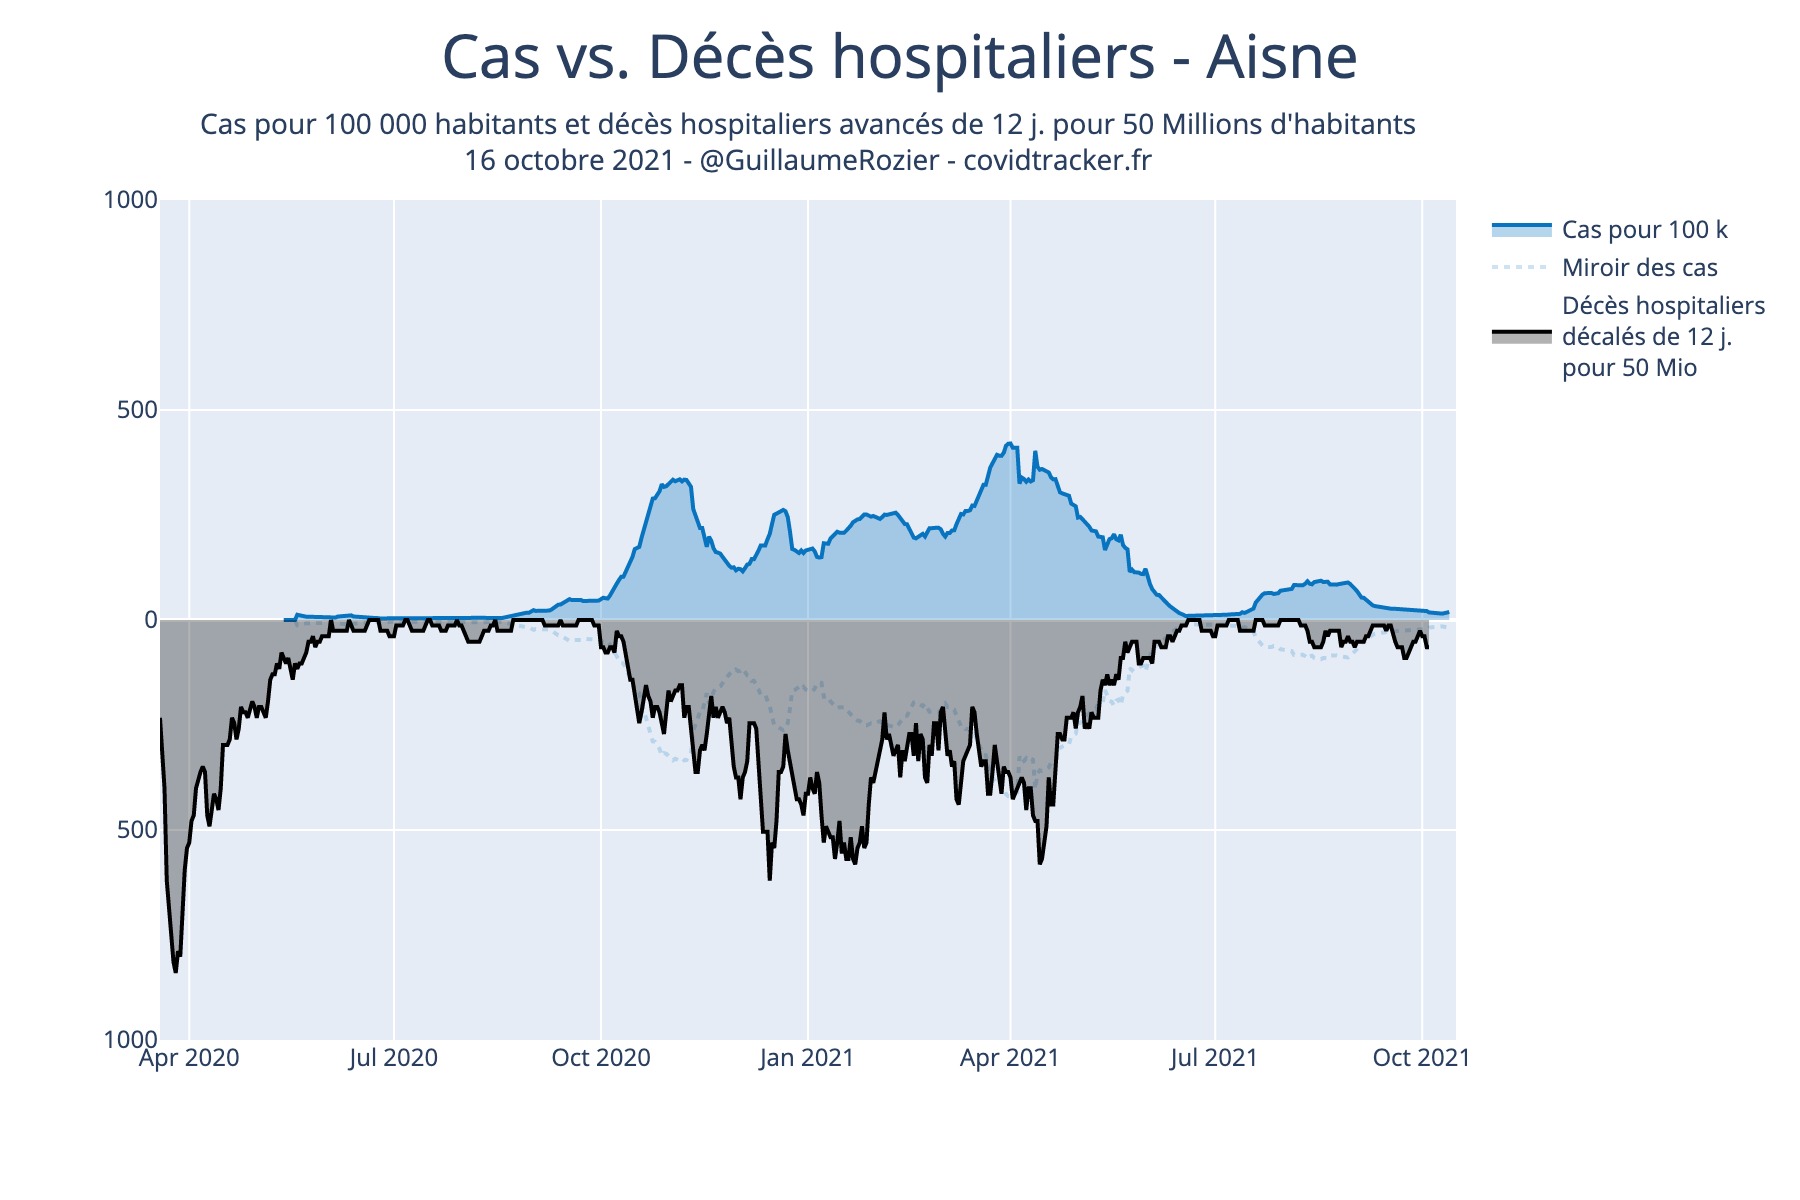 Cas vs. Décès hospitaliers - Aisne
Cas pour 100 000 habitants et décès hospitaliers avancés de 12 j. pour 50 Millions d'habitants
16 octobre 2021 - @GuillaumeRozier - covidtracker.fr
1000
500
0
500
1000
Apr 2020
Jul 2020
Oct 2020
Jan 2021
Apr 2021
Jul 2021
Oct 2021
Cas pour 100 k
Miroir des cas
Décès hospitaliers
décalés de 12 j.
pour 50 Mio